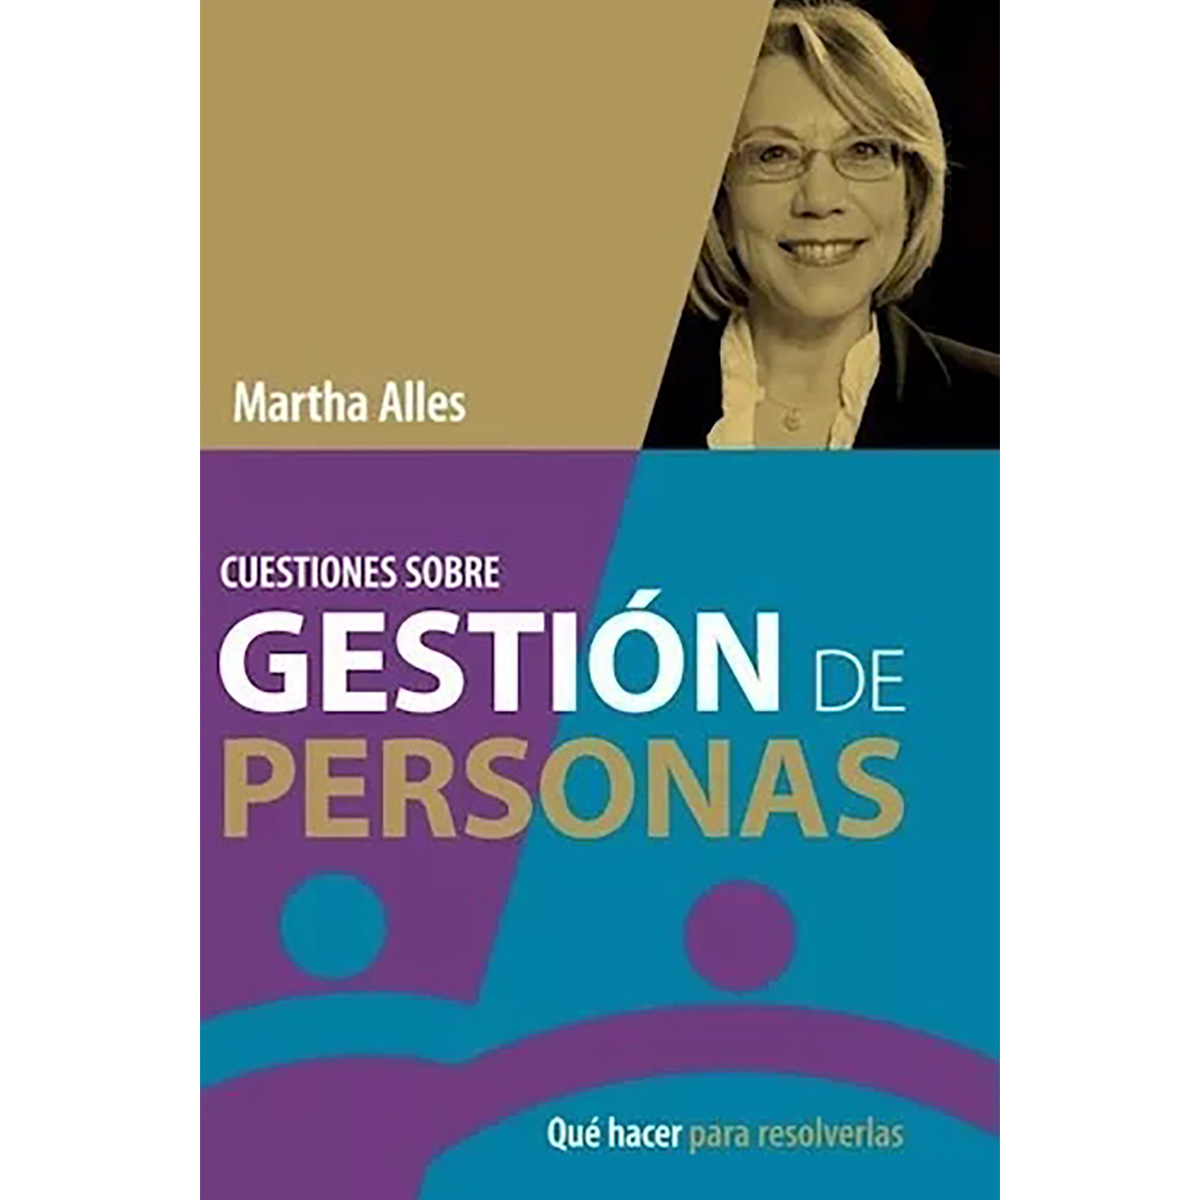 Martha Alles
CUESTIONES SOBRE
GESTIÓN DE
PERSONAS
Qué hacer para resolverlas